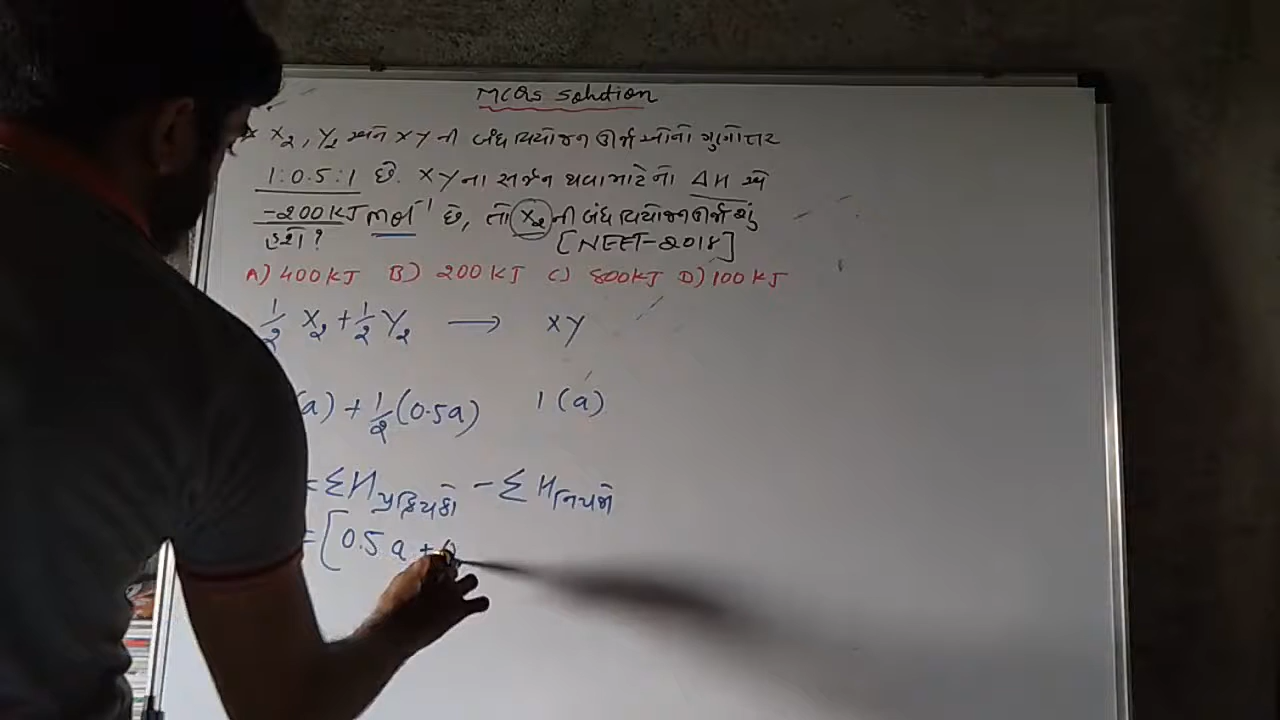 MCQs Solution
* X₂, Y₂ અને XY ની બંધ વિયોજન ઊર્જાઓનો ગુણોત્તર
1:0.5:1 છે. XY ના સર્જન થવા માટેનો ΔH એ
-200 KJ mol⁻¹ છે, તો X₂ ની બંધ વિયોજન ઊર્જા શું
હશે? [NEET-2018]
A) 400 KJ B) 200 KJ C) 800 KJ D) 100 KJ
1/2 X₂ + 1/2 Y₂ → XY
(a) + 1/2 (0.5a) 1 (a)
= ΣH પ્રક્રિયકો - ΣH નિપજો
= [0.5a +